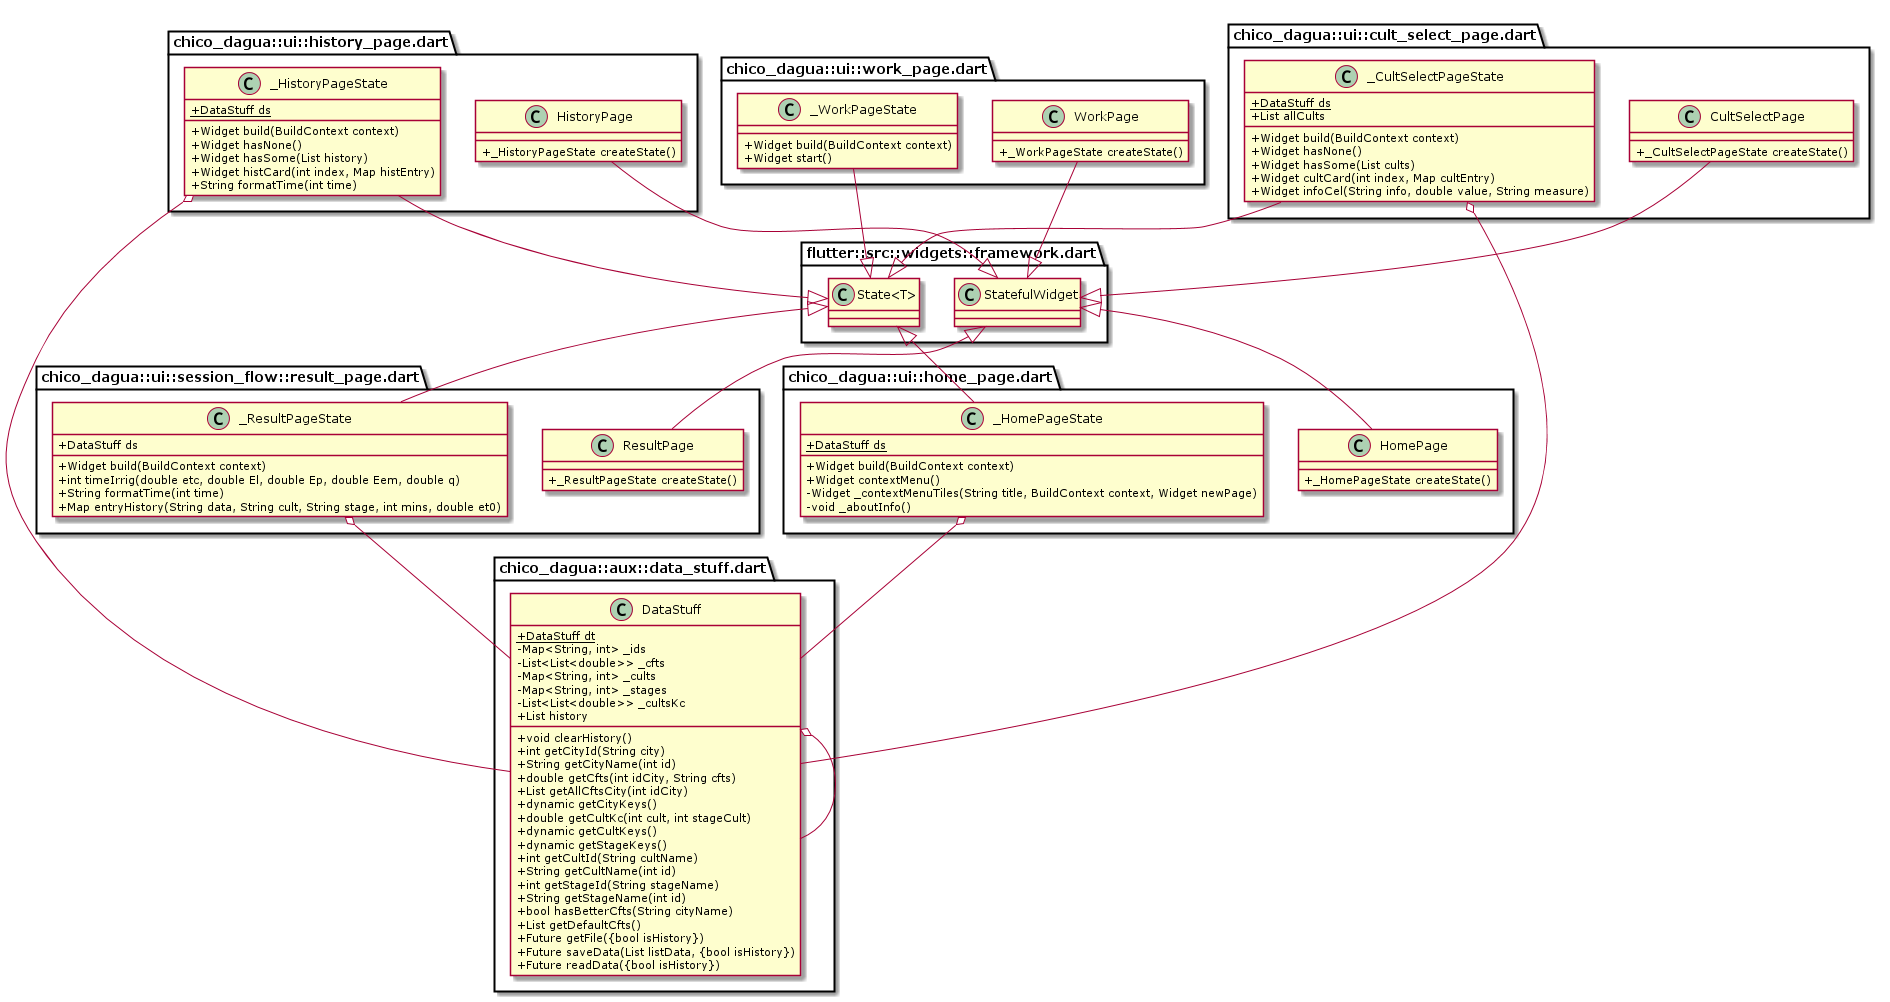 chico_dagua::ui::history_page.dart
C _HistoryPageState
+DataStuff ds
+Widget build(BuildContext context)
+Widget hasNone()
+Widget hasSome(List history)
+Widget histCard(int index, Map histEntry)
+String formatTime(int time)
C HistoryPage
+_HistoryPageState createState()
chico_dagua::ui::work_page.dart
C _WorkPageState
+Widget build(BuildContext context)
+Widget start()
C WorkPage
+_WorkPageState createState()
chico_dagua::ui::cult_select_page.dart
C _CultSelectPageState
+DataStuff ds
+List allCults
+Widget build(BuildContext context)
+Widget hasNone()
+Widget hasSome(List cults)
+Widget cultCard(int index, Map cultEntry)
+Widget infoCel(String info, double value, String measure)
C CultSelectPage
+_CultSelectPageState createState()
flutter::src::widgets::framework.dart
C State<T>
C StatefulWidget
chico_dagua::ui::session_flow::result_page.dart
C _ResultPageState
+DataStuff ds
+Widget build(BuildContext context)
+int timeIrrig(double etc, double El, double Ep, double Eem, double q)
+String formatTime(int time)
+Map entryHistory(String data, String cult, String stage, int mins, double et0)
C ResultPage
+_ResultPageState createState()
chico_dagua::ui::home_page.dart
C _HomePageState
+DataStuff ds
+Widget build(BuildContext context)
+Widget contextMenu()
-Widget _contextMenuTiles(String title, BuildContext context, Widget newPage)
-void _aboutInfo()
C HomePage
+_HomePageState createState()
chico_dagua::aux::data_stuff.dart
C DataStuff
+DataStuff dt
-Map<String, int> _ids
-List<List<double>> _cfts
-Map<String, int> _cults
-Map<String, int> _stages
-List<List<double>> _cultsKc
+List history
+void clearHistory()
+int getCityId(String city)
+String getCityName(int id)
+double getCfts(int idCity, String cfts)
+List getAllCftsCity(int idCity)
+dynamic getCityKeys()
+double getCultKc(int cult, int stageCult)
+dynamic getCultKeys()
+dynamic getStageKeys()
+int getCultId(String cultName)
+String getCultName(int id)
+int getStageId(String stageName)
+String getStageName(int id)
+bool hasBetterCfts(String cityName)
+List getDefaultCfts()
+Future getFile({bool isHistory})
+Future saveData(List listData, {bool isHistory})
+Future readData({bool isHistory})